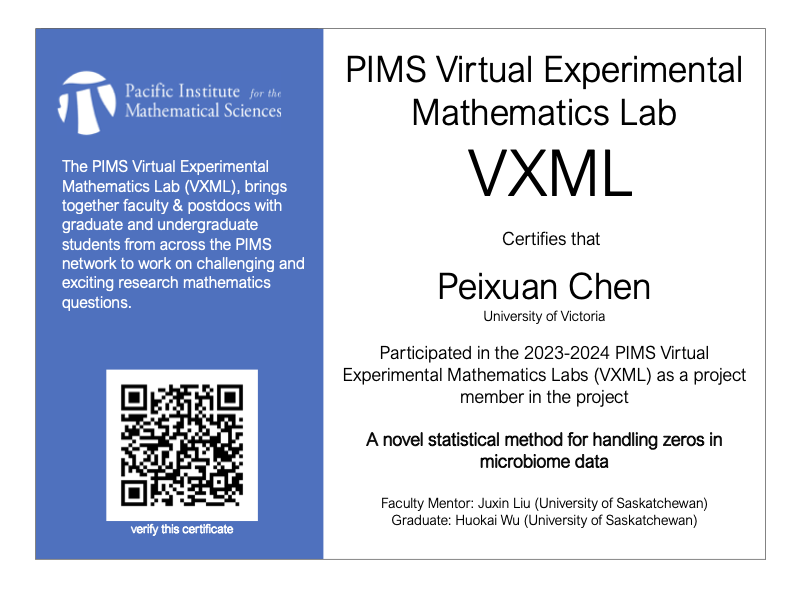 Pacific Institute for the
Mathematical Sciences
The PIMS Virtual Experimental
Mathematics Lab (VXML), brings
together faculty & postdocs with
graduate and undergraduate
students from across the PIMS
network to work on challenging and
exciting research mathematics
questions.
verify this certificate
PIMS Virtual Experimental
Mathematics Lab
VXML
Certifies that
Peixuan Chen
University of Victoria
Participated in the 2023-2024 PIMS Virtual
Experimental Mathematics Labs (VXML) as a project
member in the project
A novel statistical method for handling zeros in
microbiome data
Faculty Mentor: Juxin Liu (University of Saskatchewan)
Graduate: Huokai Wu (University of Saskatchewan)